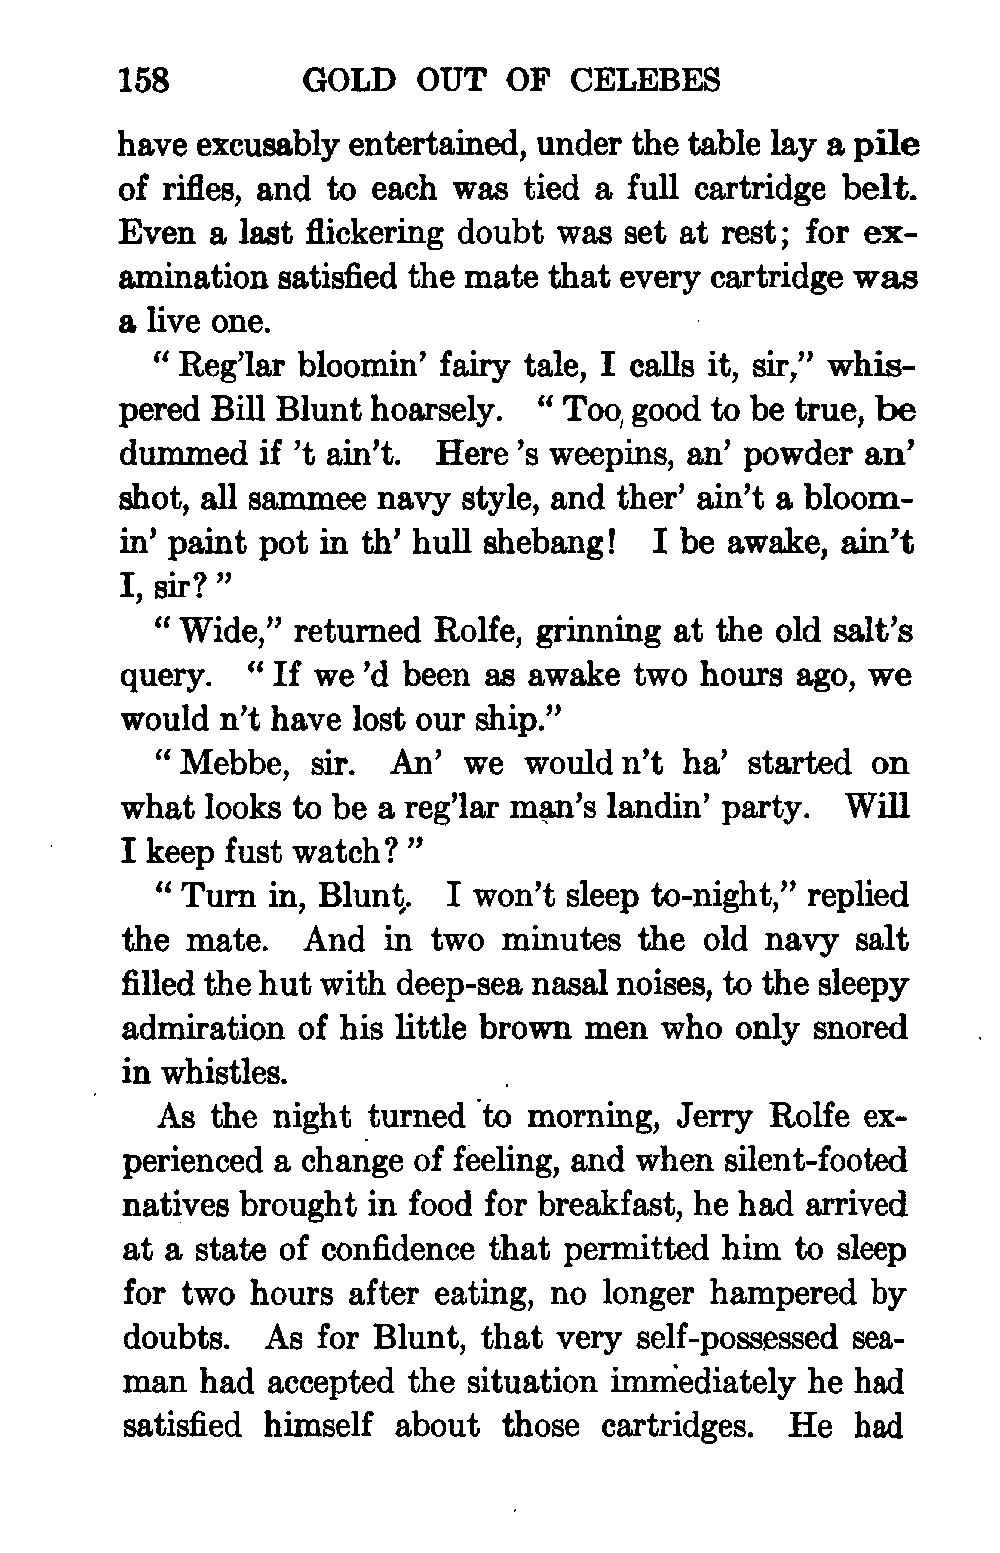 158 GOLD OUT OF CELEBES
have excusably entertained, under the table lay a pile
of rifles, and to each was tied a full cartridge belt.
Even a last flickering doubt was set at rest; for ex-
amination satisfied the mate that every cartridge was
a live one.
“ Reg’lar bloomin’ fairy tale, I calls it, sir,” whis-
pered Bill Blunt hoarsely. “ Too, good to be true, be
dummed if ’t ain’t. Here ’s weepins, an’ powder an’
shot, all sammee navy style, and ther’ ain’t a bloom-
in’ paint pot in th’ hull shebang! I be awake, ain’t
I, sir? ”
“ Wide,” returned Rolfe, grinning at the old salt’s
query. “ If we ’d been as awake two hours ago, we
would n’t have lost our ship.”
“ Mebbe, sir. An’ we would n’t ha’ started on
what looks to be a reg’lar man’s landin’ party. Will
I keep fust watch? ”
“ Turn in, Blunt. I won’t sleep to-night,” replied
the mate. And in two minutes the old navy salt
filled the hut with deep-sea nasal noises, to the sleepy
admiration of his little brown men who only snored
in whistles.
As the night turned to morning, Jerry Rolfe ex-
perienced a change of feeling, and when silent-footed
natives brought in food for breakfast, he had arrived
at a state of confidence that permitted him to sleep
for two hours after eating, no longer hampered by
doubts. As for Blunt, that very self-possessed sea-
man had accepted the situation immediately he had
satisfied himself about those cartridges. He had